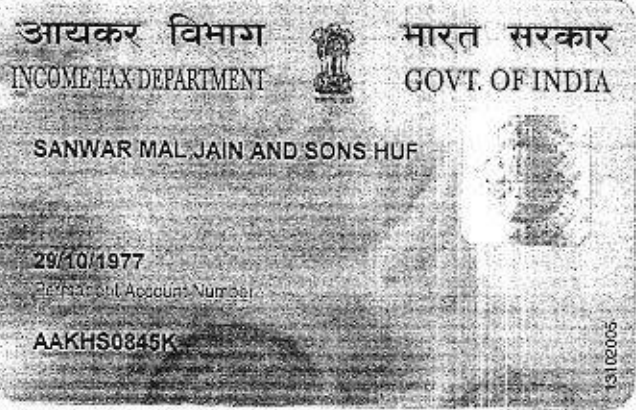 आयकर विभाग
INCOME TAX DEPARTMENT
भारत सरकार
GOVT. OF INDIA
SANWAR MAL JAIN AND SONS HUF
29/10/1977
Permanent Account Number
AAKHS0845K
13102005